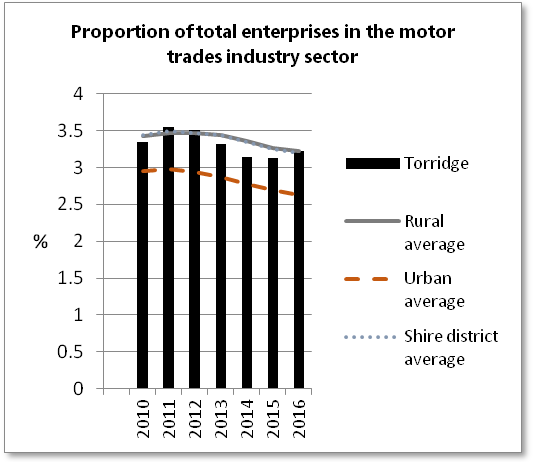 Proportion of total enterprises in the motor
trades industry sector
4
3.5
3
2.5
2
1.5
1
0.5
0
%
2010
2011
2012
2013
2014
2015
2016
Torridge
Rural
average
Urban
average
Shire district
average